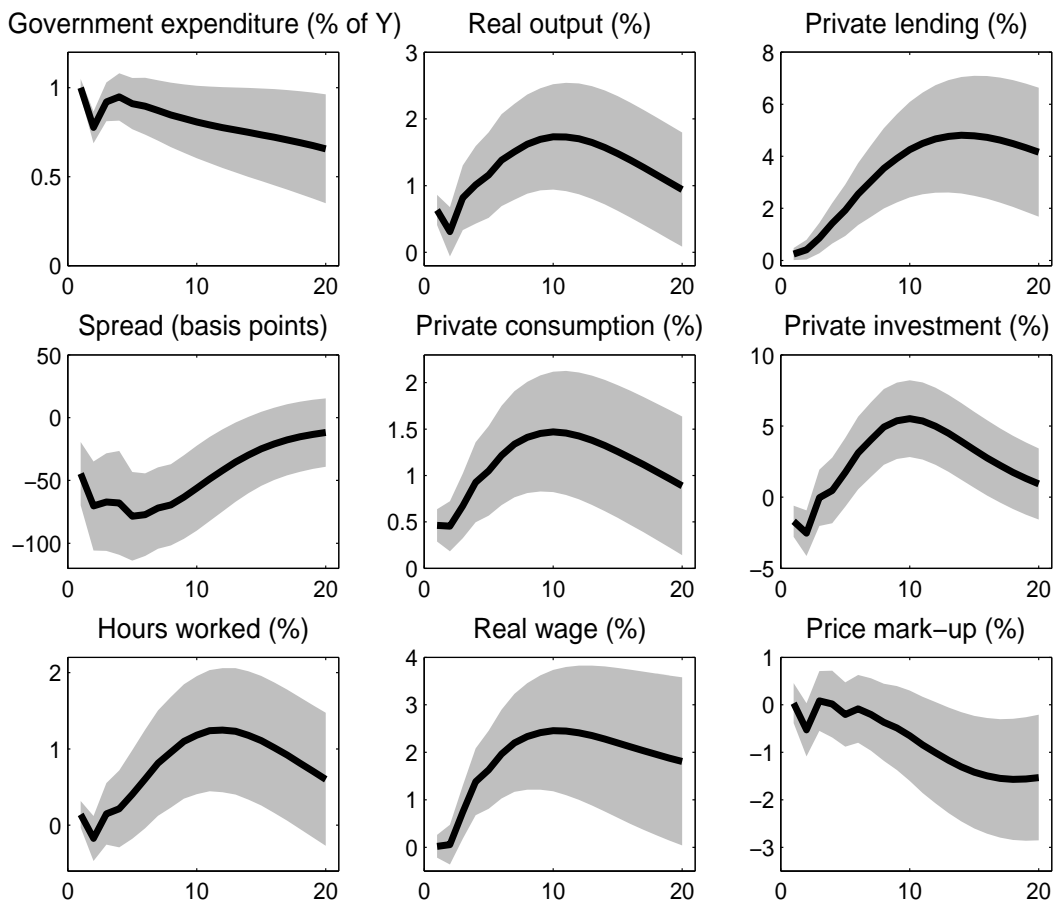 Government expenditure (% of Y)
1
0.5
0
0 10 20
Real output (%)
3
2
1
0
0 10 20
Private lending (%)
8
6
4
2
0
0 10 20
Spread (basis points)
50
0
−50
−100
0 10 20
Private consumption (%)
2
1.5
1
0.5
0
0 10 20
Private investment (%)
10
5
0
−5
0 10 20
Hours worked (%)
2
1
0
0 10 20
Real wage (%)
4
3
2
1
0
0 10 20
Price mark−up (%)
1
0
−1
−2
−3
0 10 20